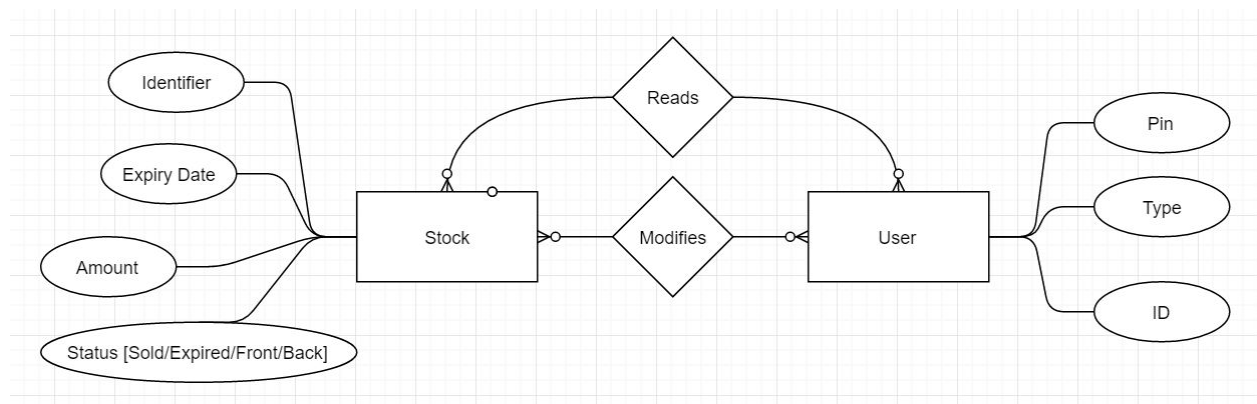 Identifier
Expiry Date
Amount
Status [Sold/Expired/Front/Back]
Stock
Reads
Modifies
User
Pin
Type
ID